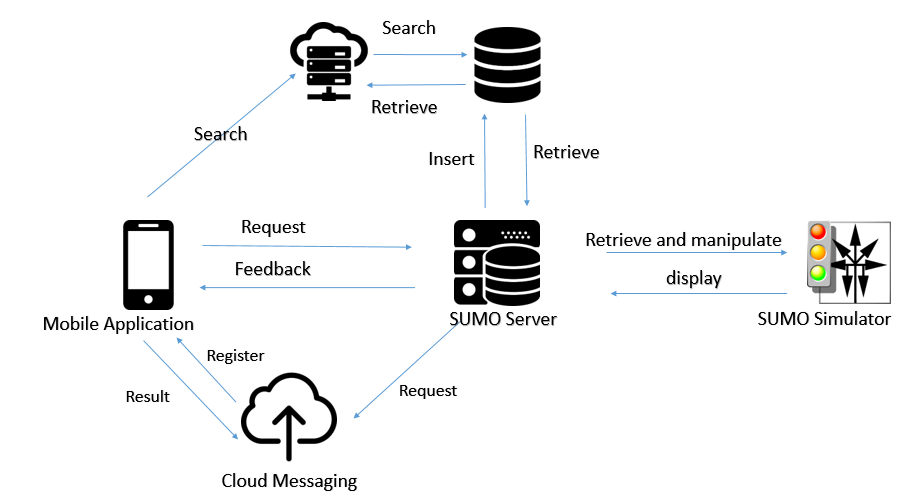 Search
Retrieve
Search
Insert
Retrieve
Request
Feedback
Retrieve and manipulate
display
Mobile Application
SUMO Server
SUMO Simulator
Register
Result
Request
Cloud Messaging